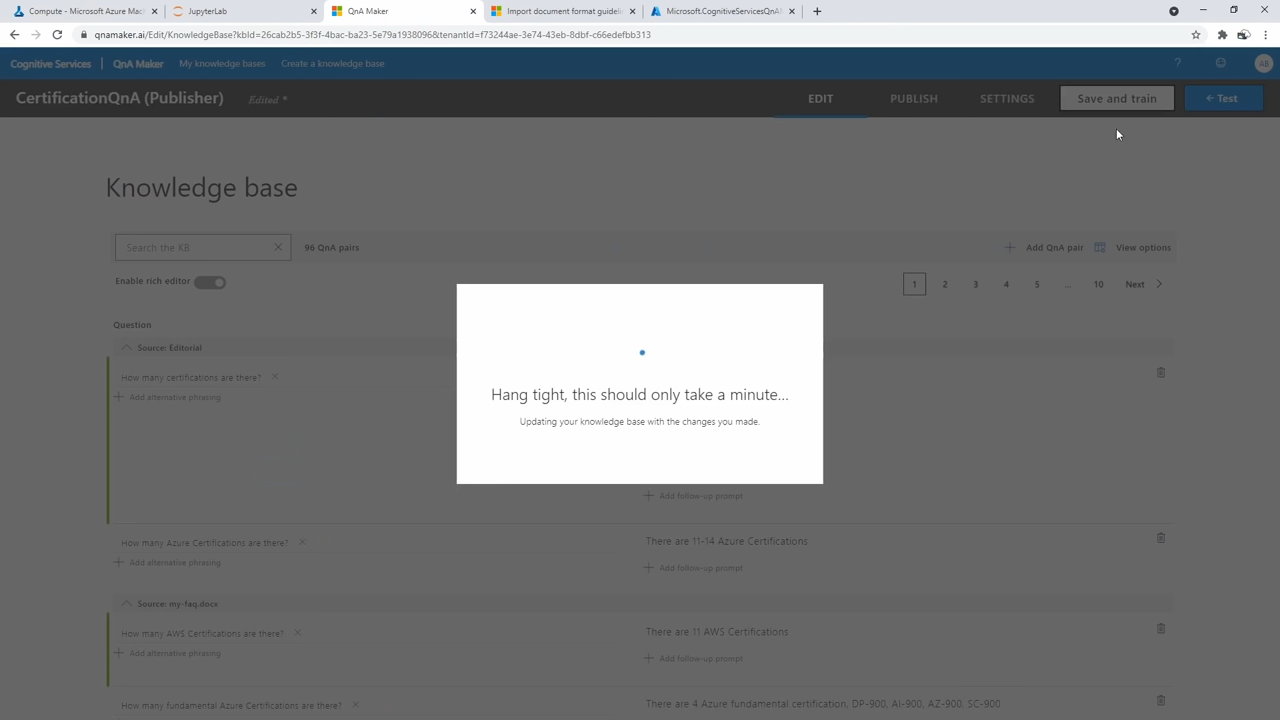 Compute - Microsoft Azure Mac
JupyterLab
QnA Maker
Import document format guidel
Microsoft.CognitiveServicesQnA
qnamaker.ai/Edit/KnowledgeBase?kbId=26cab2b5-3f3f-4bac-ba23-5e79a1938096&tenantId=f73244ae-3e74-43eb-8dbf-c66edefbb313
Cognitive Services | QnA Maker My knowledge bases Create a knowledge base ? AB
CertificationQnA (Publisher) Edited * EDIT PUBLISH SETTINGS Save and train ← Test
Knowledge base
Search the KB 96 QnA pairs + Add QnA pair View options
Enable rich editor 1 2 3 4 5 ... 10 Next
Question
Source: Editorial
How many certifications are there?
+ Add alternative phrasing
Hang tight, this should only take a minute...
Updating your knowledge base with the changes you made.
+ Add follow-up prompt
How many Azure Certifications are there? There are 11-14 Azure Certifications
+ Add alternative phrasing + Add follow-up prompt
Source: my-faq.docx
How many AWS Certifications are there? There are 11 AWS Certifications
+ Add alternative phrasing + Add follow-up prompt
How many fundamental Azure Certifications are there? There are 4 Azure fundamental certification, DP-900, AI-900, AZ-900, SC-900